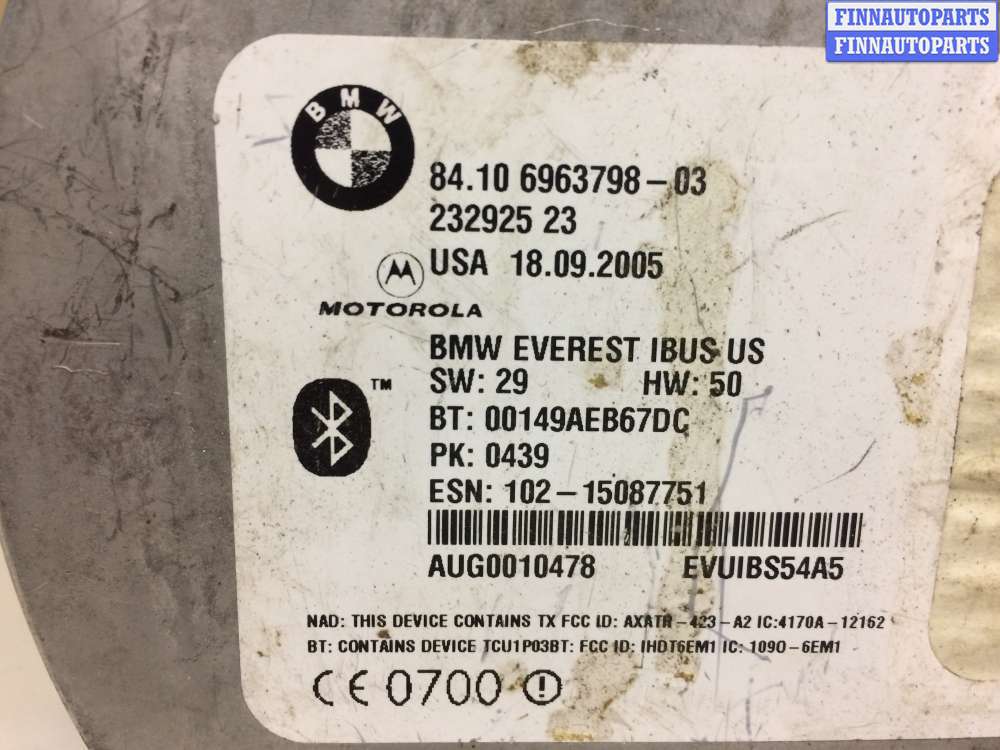 FINNAUTOPARTS
FINNAUTOPARTS
BMW
84.10 6963798-03
232925 23
USA 18.09.2005
MOTOROLA
BMW EVEREST IBUS US
SW: 29 HW: 50
TM
BT: 00149AEB67DC
PK: 0439
ESN: 102-15087751
AUG0010478 EVUIBS54A5
NAD: THIS DEVICE CONTAINS TX FCC ID: AXATR-423-A2 IC:4170A-12162
BT: CONTAINS DEVICE TCU1P03BT: FCC ID: IHDT6EM1 IC: 109O-6EM1
CE 0700